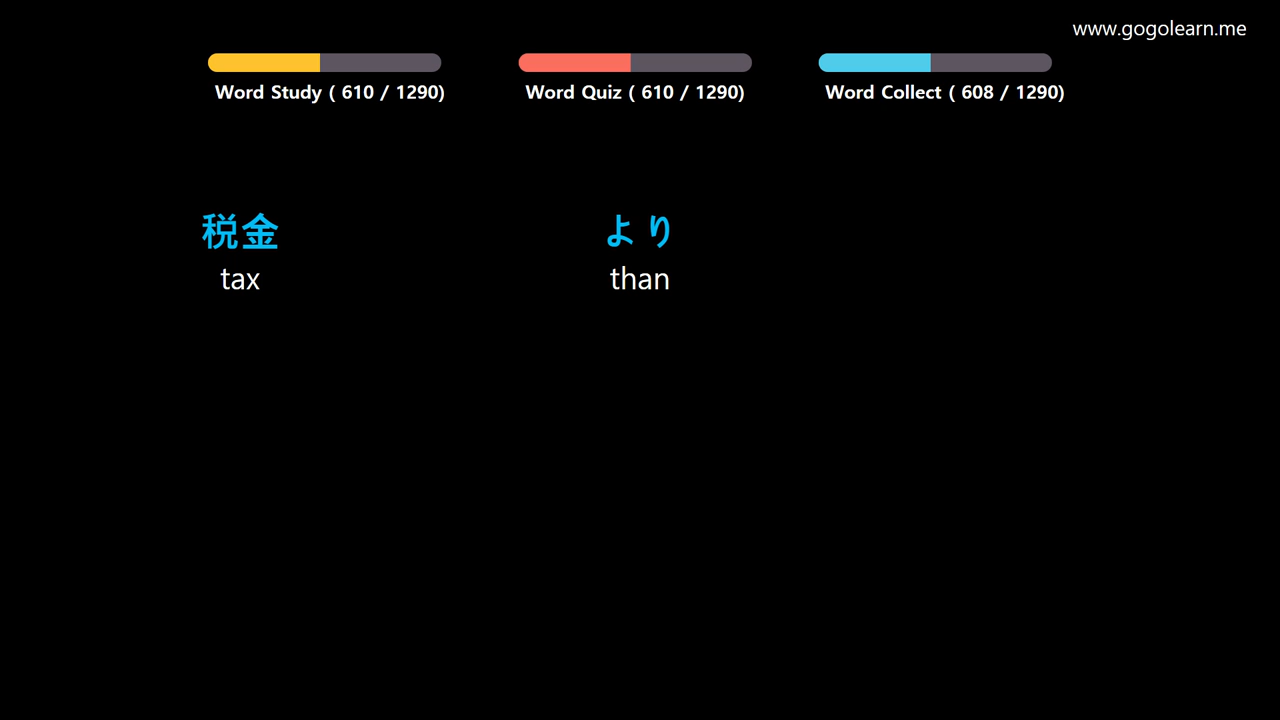 www.gogolearn.me
Word Study ( 610 / 1290)
Word Quiz ( 610 / 1290)
Word Collect ( 608 / 1290)
税金
tax
より
than